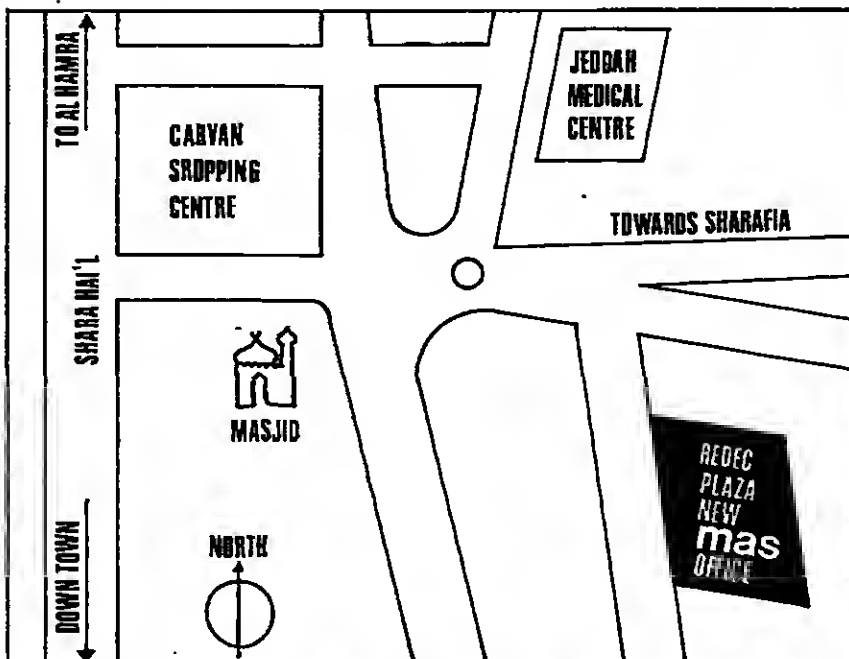 TO AL HAMRA
CARVAN
SHOPPING
CENTRE
JEDDAH
MEDICAL
CENTRE
TOWARDS SHARAFIA
SHARA HAI'L
MASJID
REDEC
PLAZA
NEW
mas
OFFICE
NORTH
DOWN TOWN